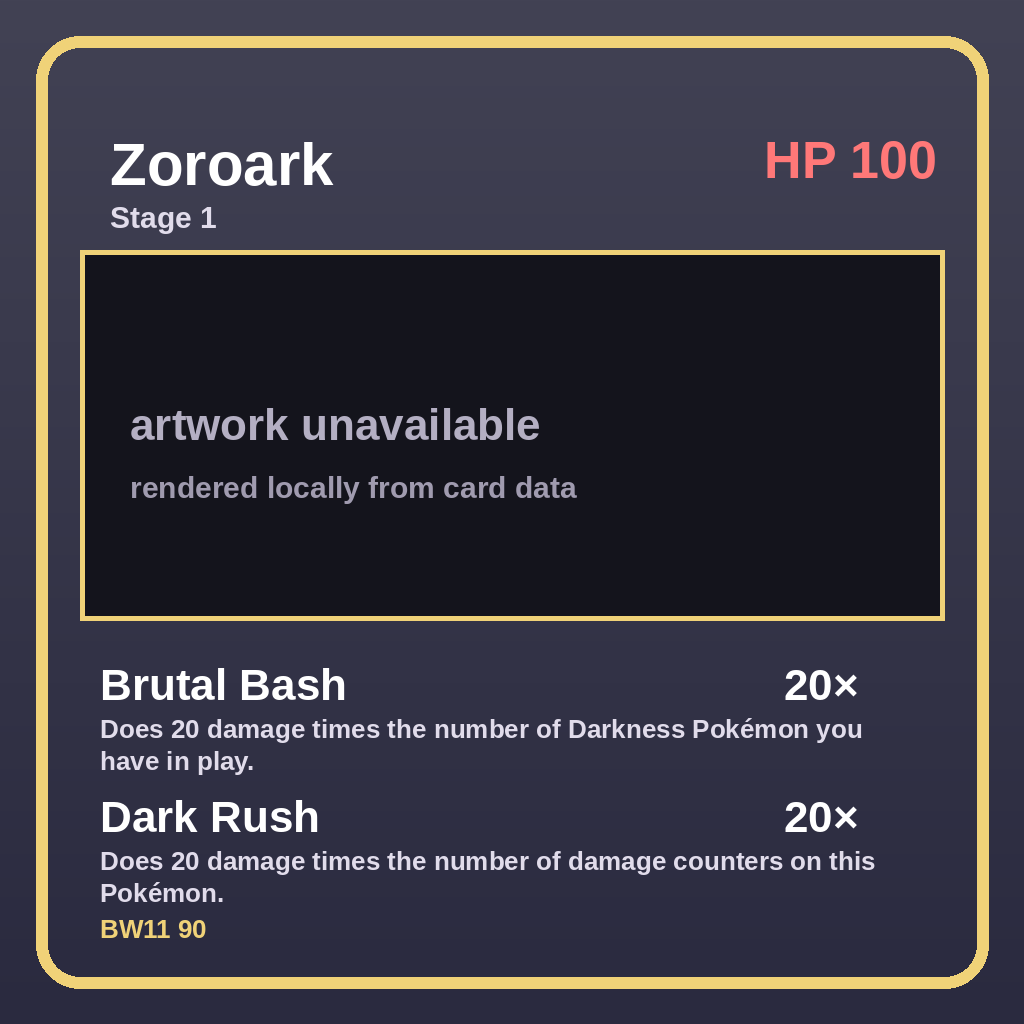 Zoroark
HP 100
Stage 1
artwork unavailable
rendered locally from card data
Brutal Bash 20×
Does 20 damage times the number of Darkness Pokémon you
have in play.
Dark Rush 20×
Does 20 damage times the number of damage counters on this
Pokémon.
BW11 90